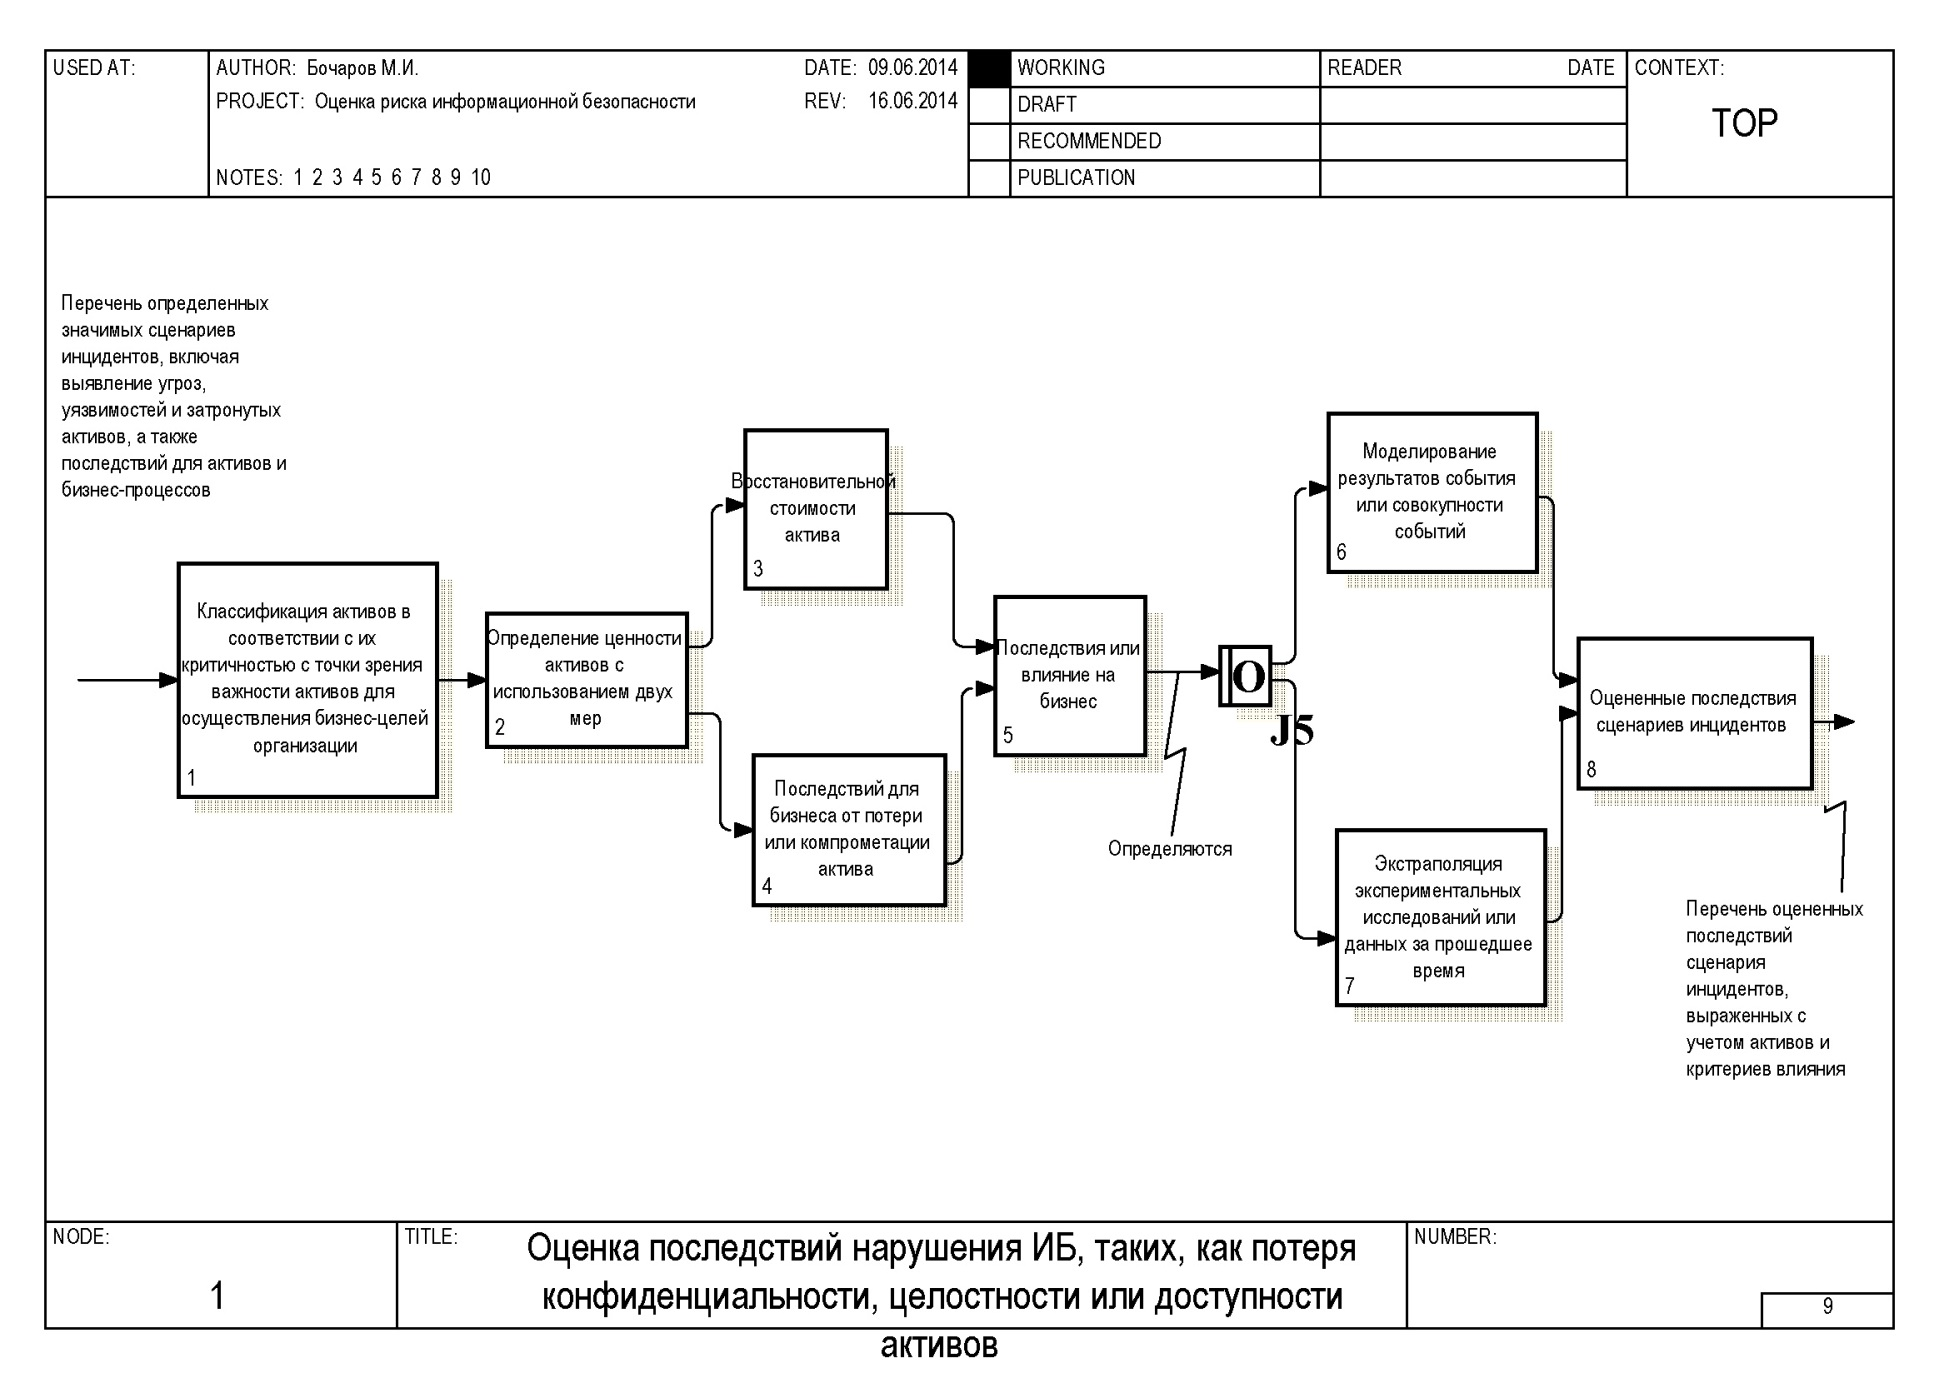 USED AT:
AUTHOR: Бочаров М.И.
DATE: 09.06.2014
PROJECT: Оценка риска информационной безопасности
REV: 16.06.2014
NOTES: 1 2 3 4 5 6 7 8 9 10
WORKING
DRAFT
RECOMMENDED
PUBLICATION
READER DATE
CONTEXT:
TOP
Перечень определенных
значимых сценариев
инцидентов, включая
выявление угроз,
уязвимостей и затронутых
активов, а также
последствий для активов и
бизнес-процессов
Классификация активов в
соответствии с их
критичностью с точки зрения
важности активов для
осуществления бизнес-целей
организации
1
Определение ценности
активов с
использованием двух
мер
2
Восстановительной
стоимости
актива
3
Последствий для
бизнеса от потери
или компрометации
актива
4
Последствия или
влияние на
бизнес
5
Определяются
O
J5
Моделирование
результатов события
или совокупности
событий
6
Экстраполяция
экспериментальных
исследований или
данных за прошедшее
время
7
Оцененные последствия
сценариев инцидентов
8
Перечень оцененных
последствий
сценария
инцидентов,
выраженных с
учетом активов и
критериев влияния
NODE:
1
TITLE:
Оценка последствий нарушения ИБ, таких, как потеря
конфиденциальности, целостности или доступности
активов
NUMBER:
9